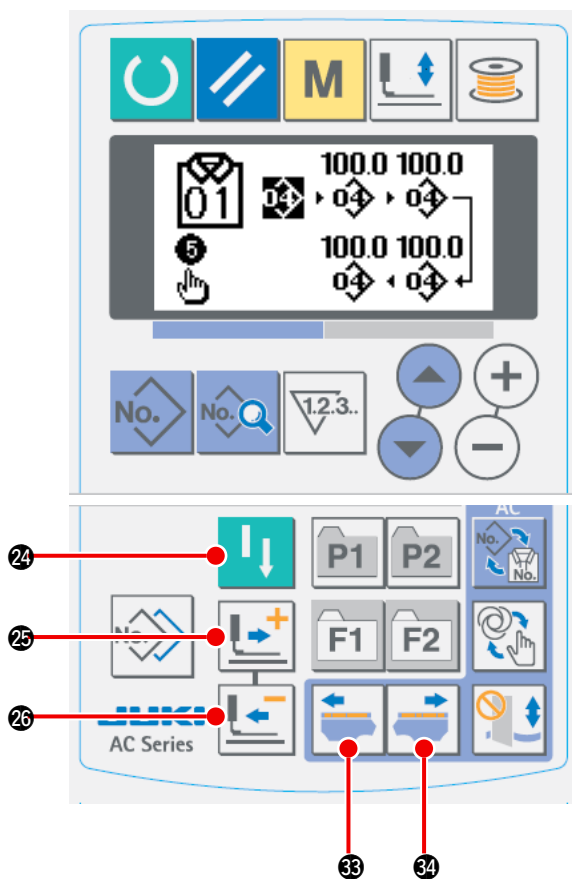 M
100.0 100.0
01 04 04 04
5 100.0 100.0
04 04
No. No. 1.2.3.. + −
AC
24 P1 P2 No. No.
No. 25 + F1 F2
26 −
JUKI
AC Series
33 34